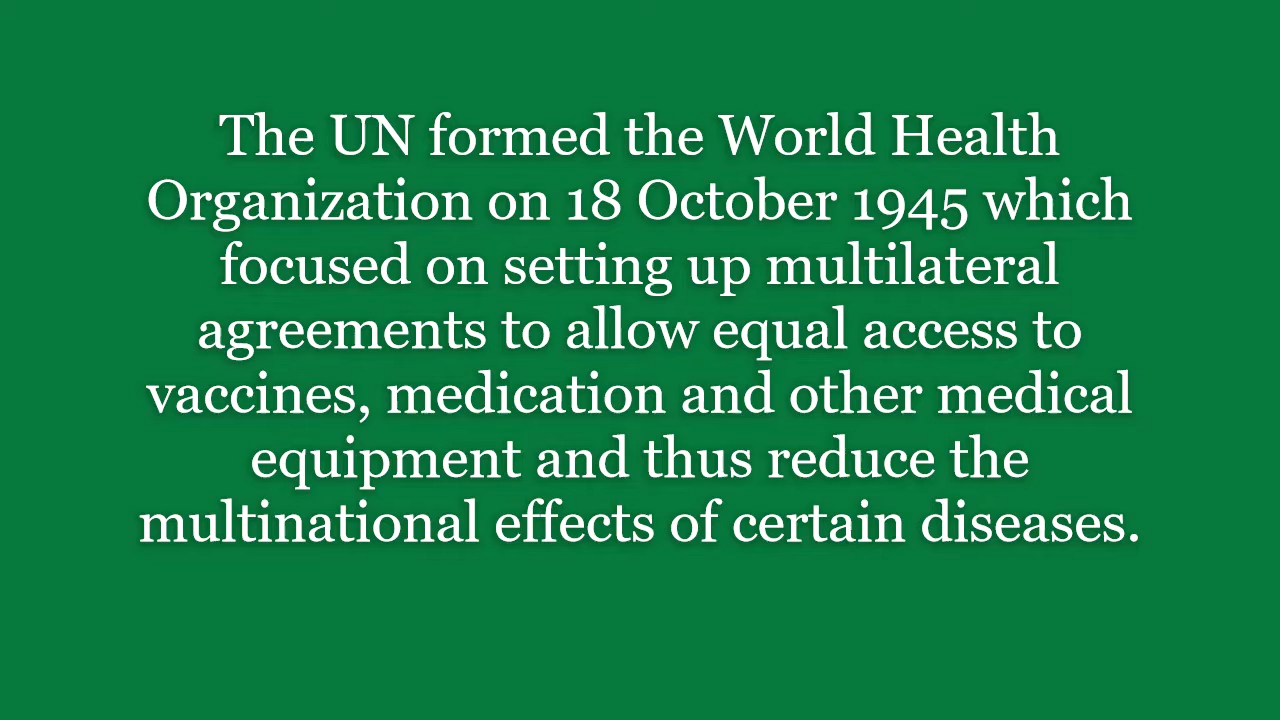 The UN formed the World Health
Organization on 18 October 1945 which
focused on setting up multilateral
agreements to allow equal access to
vaccines, medication and other medical
equipment and thus reduce the
multinational effects of certain diseases.